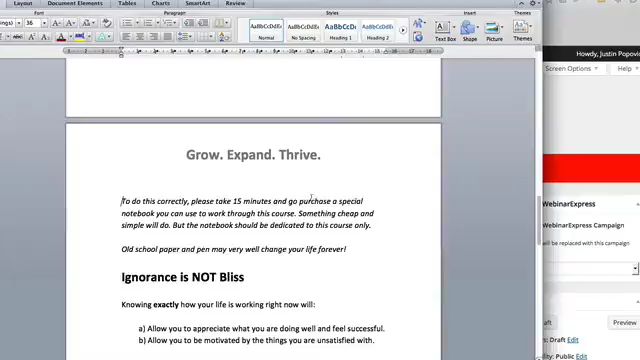 Layout Document Elements Tables Charts SmartArt Review
Font Paragraph Styles Insert Themes
36
AaBbCcDdEe AaBbCcDdEe AaBbCcDdE AaBbCcDdEe
Normal No Spacing Heading 1 Heading 2
Text Box Shape Picture Themes
Howdy, Justin Popovic
Screen Options Help
Grow. Expand. Thrive.
To do this correctly, please take 15 minutes and go purchase a special
notebook you can use to work through this course. Something cheap and
simple will do. But the notebook should be dedicated to this course only.
Old school paper and pen may very well change your life forever!
Ignorance is NOT Bliss
Knowing exactly how your life is working right now will:
a) Allow you to appreciate what you are doing well and feel successful.
b) Allow you to be motivated by the things you are unsatisfied with.
WebinarExpress
WebinarExpress Campaign
will be replaced with this campaign.
Preview
Draft Edit
Public Edit